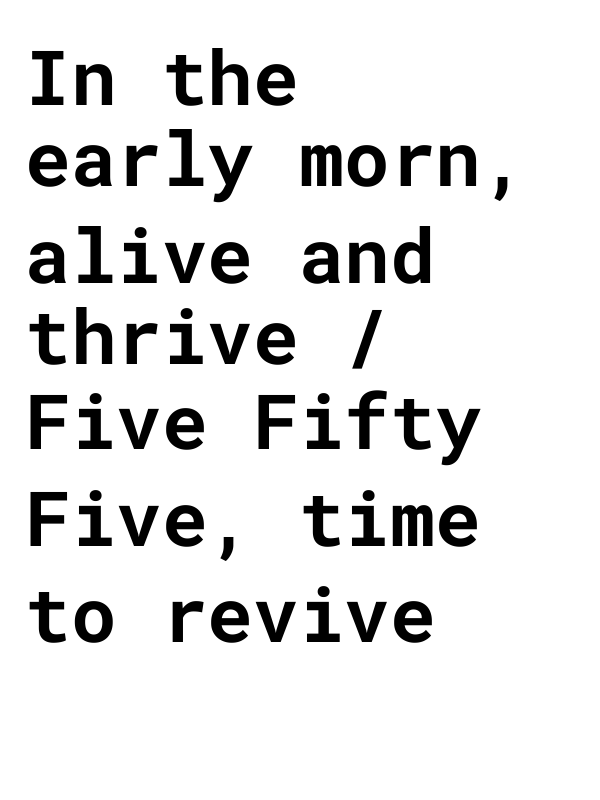 In the
early morn,
alive and
thrive /
Five Fifty
Five, time
to revive